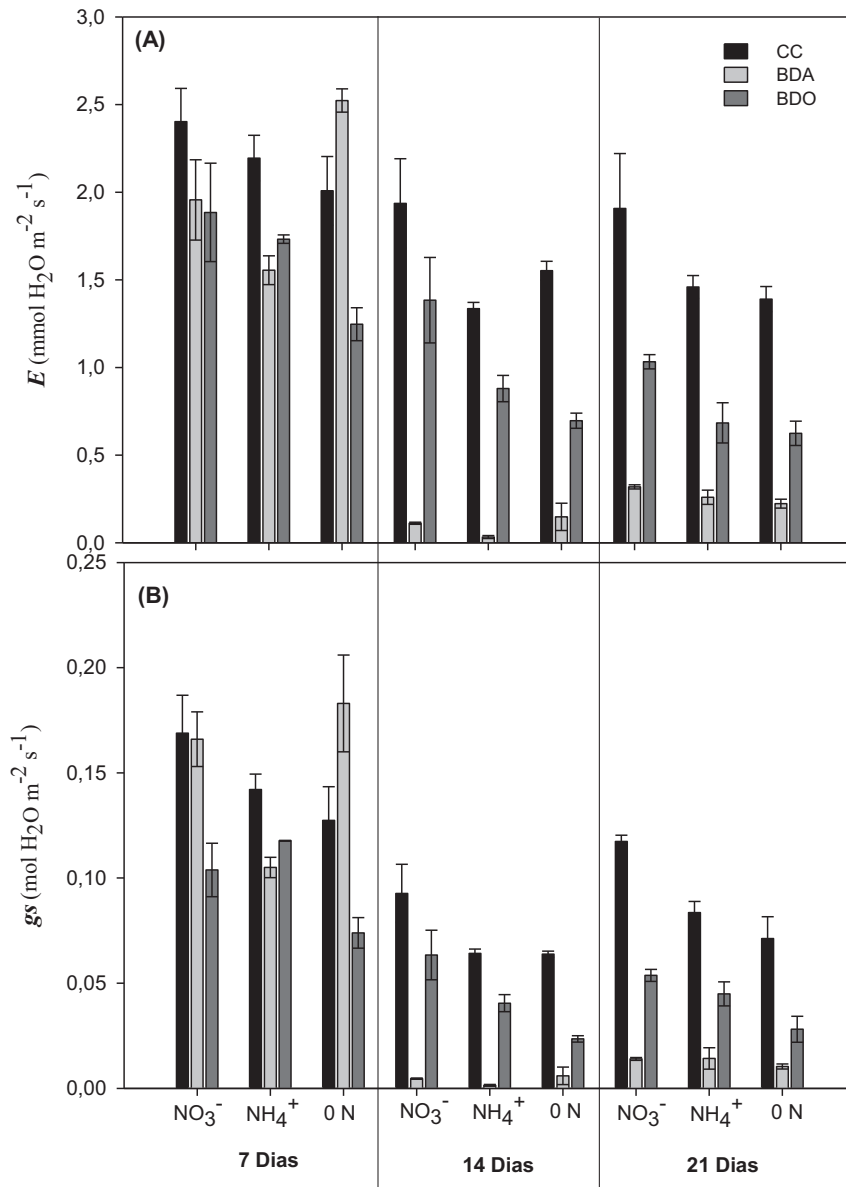 (A)
CC
BDA
BDO
3,0
2,5
2,0
1,5
1,0
0,5
0,0
E (mmol H2O m-2 s-1)
(B)
0,25
0,20
0,15
0,10
0,05
0,00
gs (mol H2O m-2 s-1)
NO3- NH4+ 0 N NO3- NH4+ 0 N NO3- NH4+ 0 N
7 Dias 14 Dias 21 Dias